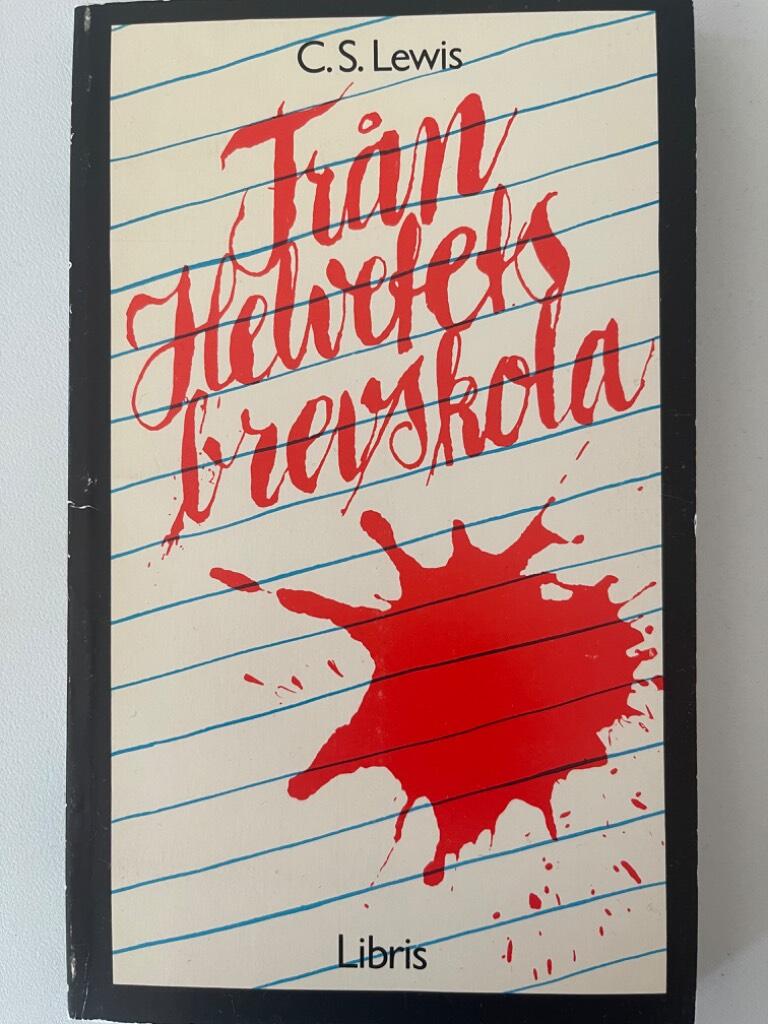 C. S. Lewis
Från
Helvetets
brevskola
Libris